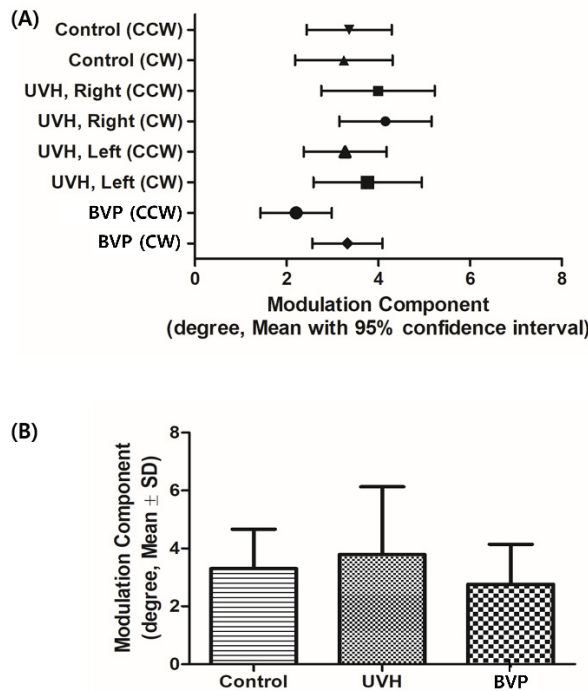 (A)
Control (CCW)
Control (CW)
UVH, Right (CCW)
UVH, Right (CW)
UVH, Left (CCW)
UVH, Left (CW)
BVP (CCW)
BVP (CW)
0 2 4 6 8
Modulation Component
(degree, Mean with 95% confidence interval)
(B)
Modulation Component
(degree, Mean ± SD)
8
6
4
2
0
Control UVH BVP